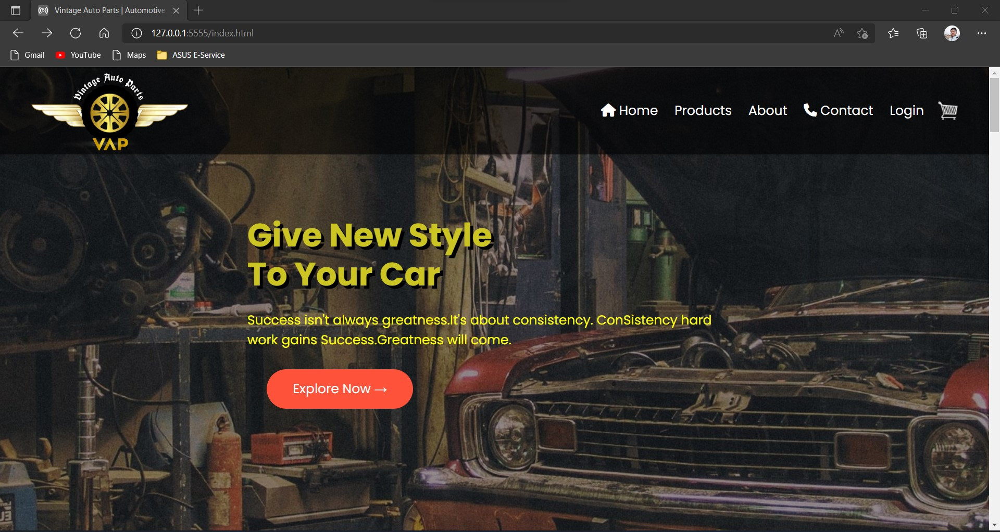 Vintage Auto Parts | Automotive
127.0.0.1:5555/index.html
Gmail YouTube Maps ASUS E-Service
Vintage Auto Parts
VAP
Home Products About Contact Login
Give New Style
To Your Car
Success isn't always greatness.It's about consistency. ConSistency hard
work gains Success.Greatness will come.
Explore Now →